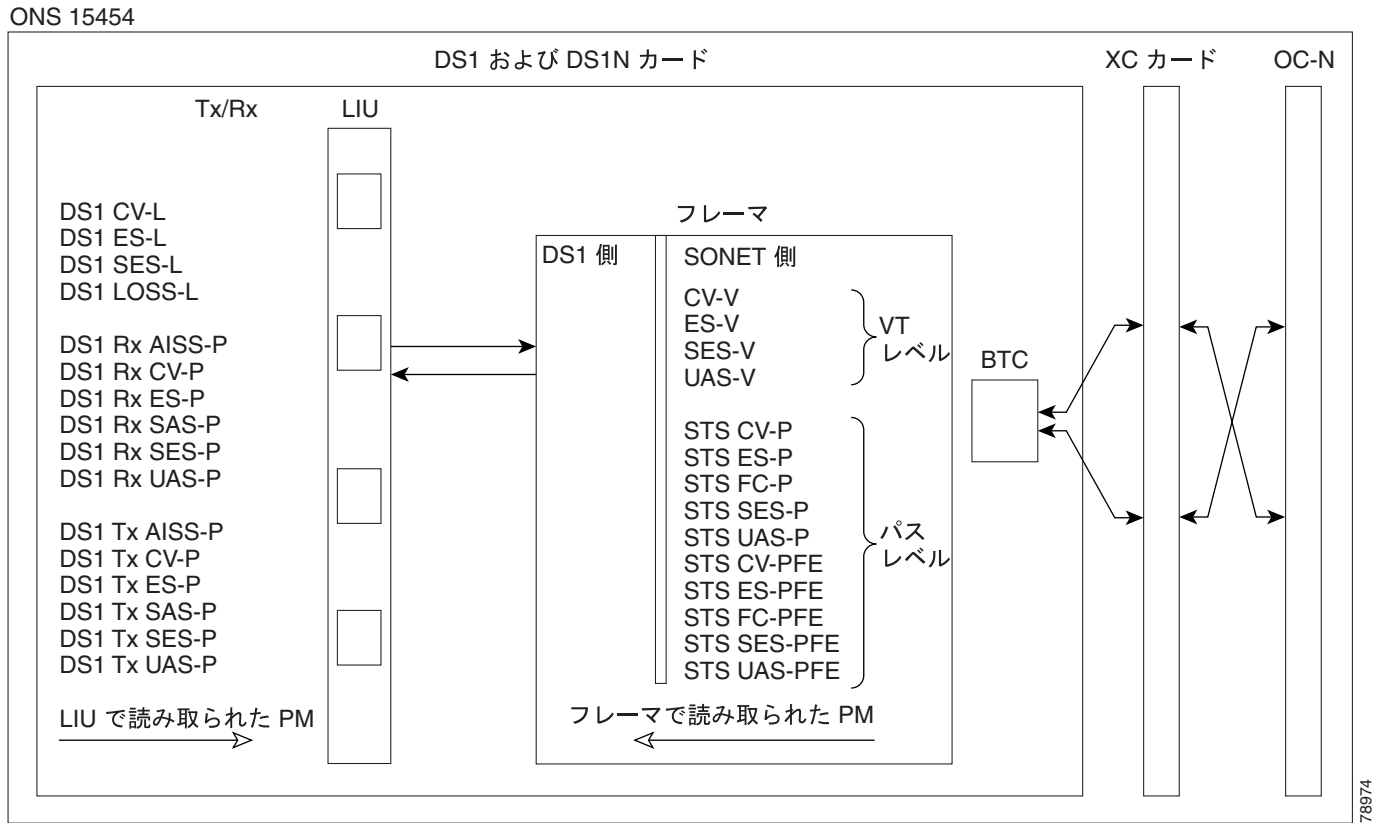 ONS 15454
DS1 および DS1N カード
XC カード
OC-N
Tx/Rx
LIU
DS1 CV-L
DS1 ES-L
DS1 SES-L
DS1 LOSS-L
DS1 Rx AISS-P
DS1 Rx CV-P
DS1 Rx ES-P
DS1 Rx SAS-P
DS1 Rx SES-P
DS1 Rx UAS-P
DS1 Tx AISS-P
DS1 Tx CV-P
DS1 Tx ES-P
DS1 Tx SAS-P
DS1 Tx SES-P
DS1 Tx UAS-P
LIU で読み取られた PM
フレーマ
DS1 側
SONET 側
CV-V
ES-V
SES-V
UAS-V
VT
レベル
STS CV-P
STS ES-P
STS FC-P
STS SES-P
STS UAS-P
STS CV-PFE
STS ES-PFE
STS FC-PFE
STS SES-PFE
STS UAS-PFE
パス
レベル
フレーマで読み取られた PM
BTC
78974